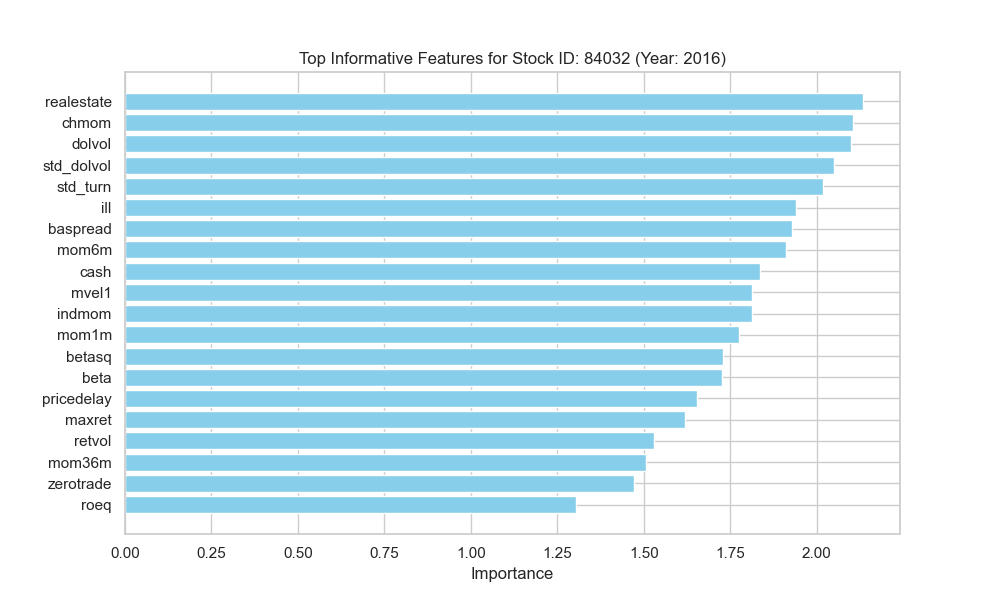 Top Informative Features for Stock ID: 84032 (Year: 2016)
realestate
chmom
dolvol
std_dolvol
std_turn
ill
baspread
mom6m
cash
mvel1
indmom
mom1m
betasq
beta
pricedelay
maxret
retvol
mom36m
zerotrade
roeq
0.00 0.25 0.50 0.75 1.00 1.25 1.50 1.75 2.00
Importance